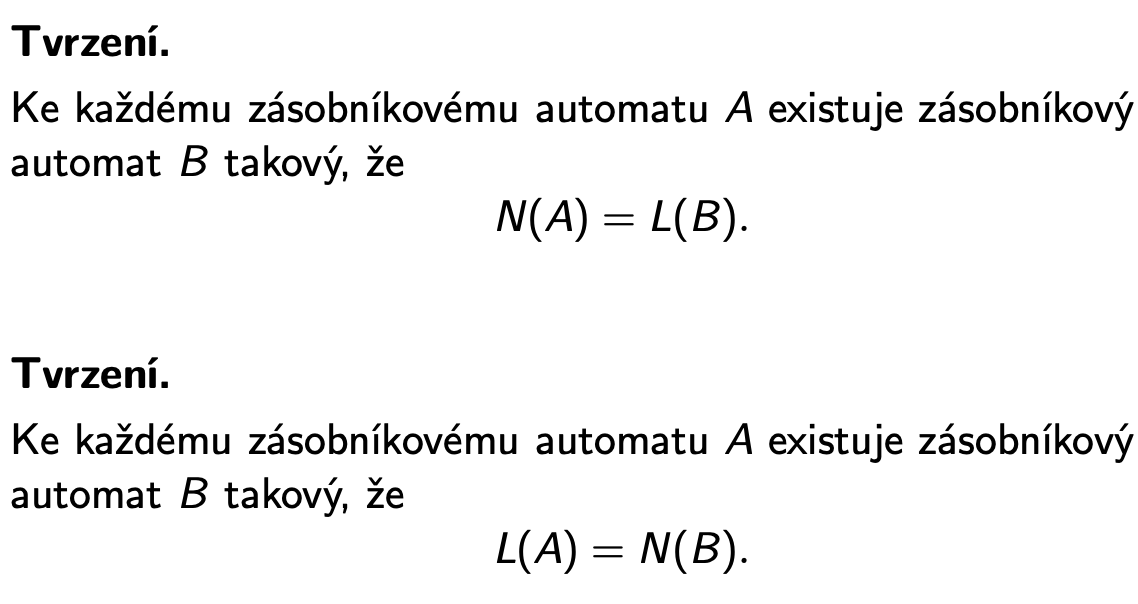 Tvrzení.
Ke každému zásobníkovému automatu A existuje zásobníkový
automat B takový, že
N(A) = L(B).
Tvrzení.
Ke každému zásobníkovému automatu A existuje zásobníkový
automat B takový, že
L(A) = N(B).